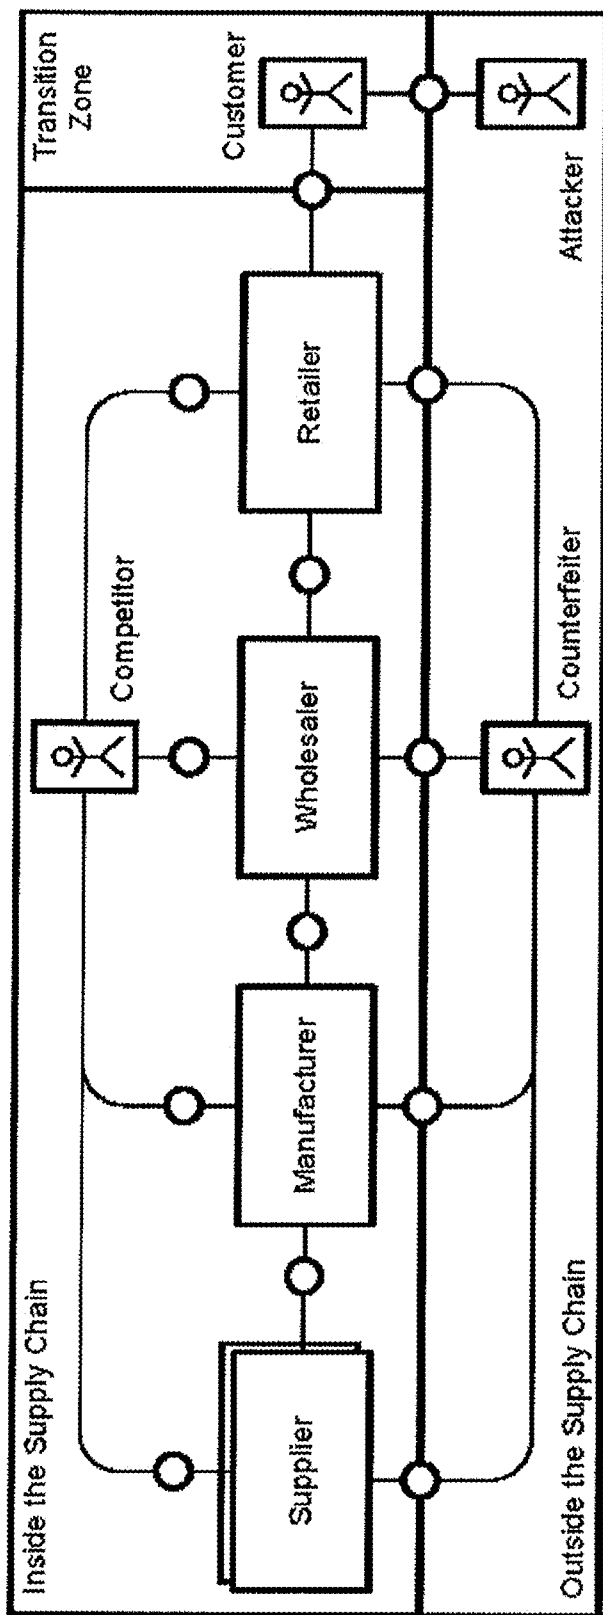 Inside the Supply Chain
Transition
Zone
Competitor
Customer
Supplier
Manufacturer
Wholesaler
Retailer
Counterfeiter
Attacker
Outside the Supply Chain